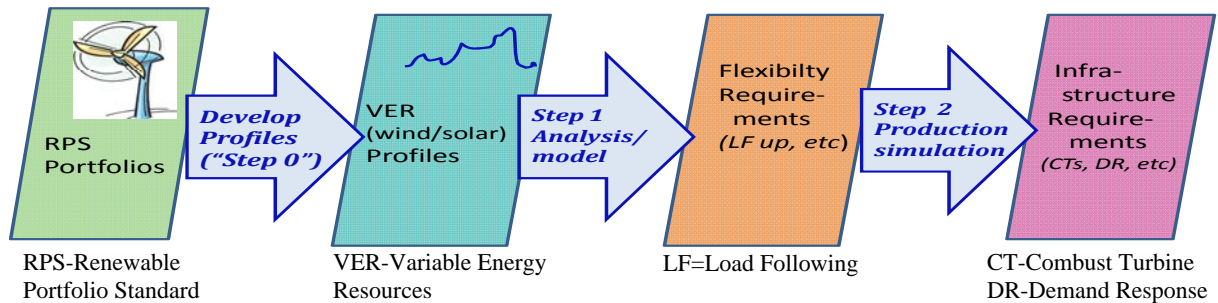 RPS
Portfolios
Develop
Profiles
(“Step 0”)
VER
(wind/solar)
Profiles
Step 1
Analysis/
model
Flexibilty
Require-
ments
(LF up, etc)
Step 2
Production
simulation
Infra-
structure
Require-
ments
(CTs, DR, etc)
RPS-Renewable
Portfolio Standard
VER-Variable Energy
Resources
LF=Load Following
CT-Combust Turbine
DR-Demand Response